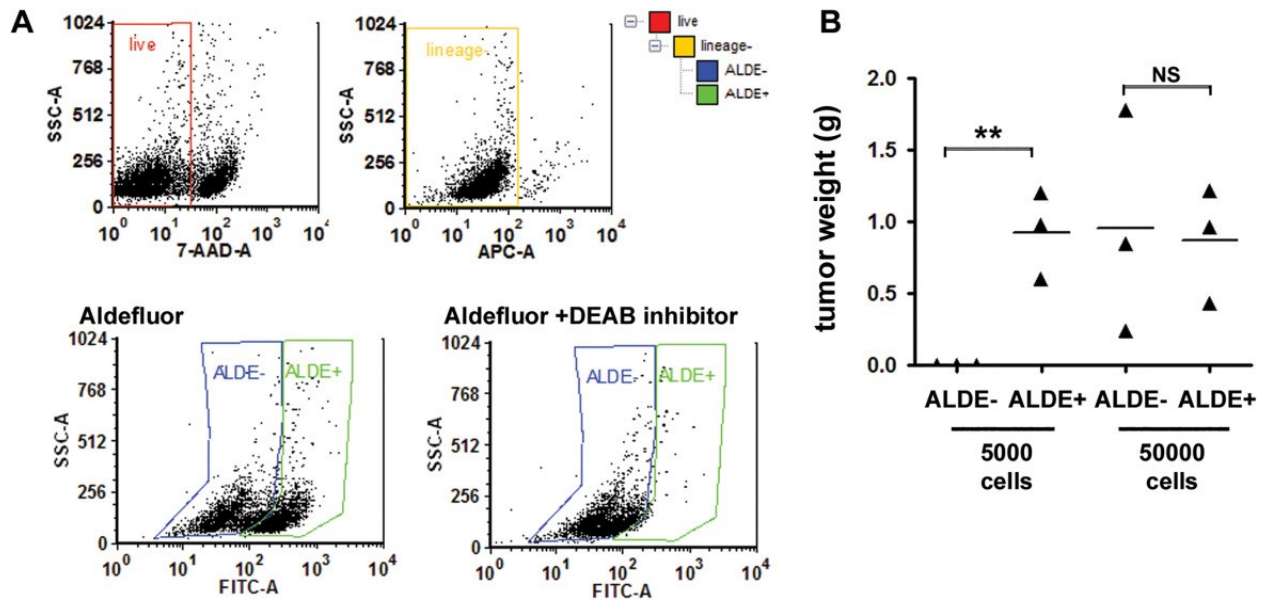 A
1024
768
512
256
0
SSC-A
live
10⁰ 10¹ 10² 10³ 10⁴
7-AAD-A
1024
768
512
256
0
SSC-A
lineage-
10⁰ 10¹ 10² 10³ 10⁴
APC-A
live
lineage-
ALDE-
ALDE+
Aldefluor
1024
768
512
256
0
SSC-A
ALDE- ALDE+
10⁰ 10¹ 10² 10³ 10⁴
FITC-A
Aldefluor +DEAB inhibitor
1024
768
512
256
0
SSC-A
ALDE- ALDE+
10⁰ 10¹ 10² 10³ 10⁴
FITC-A
B
tumor weight (g)
2.0
1.5
1.0
0.5
0.0
**
NS
ALDE- ALDE+ ALDE- ALDE+
5000 50000
cells cells